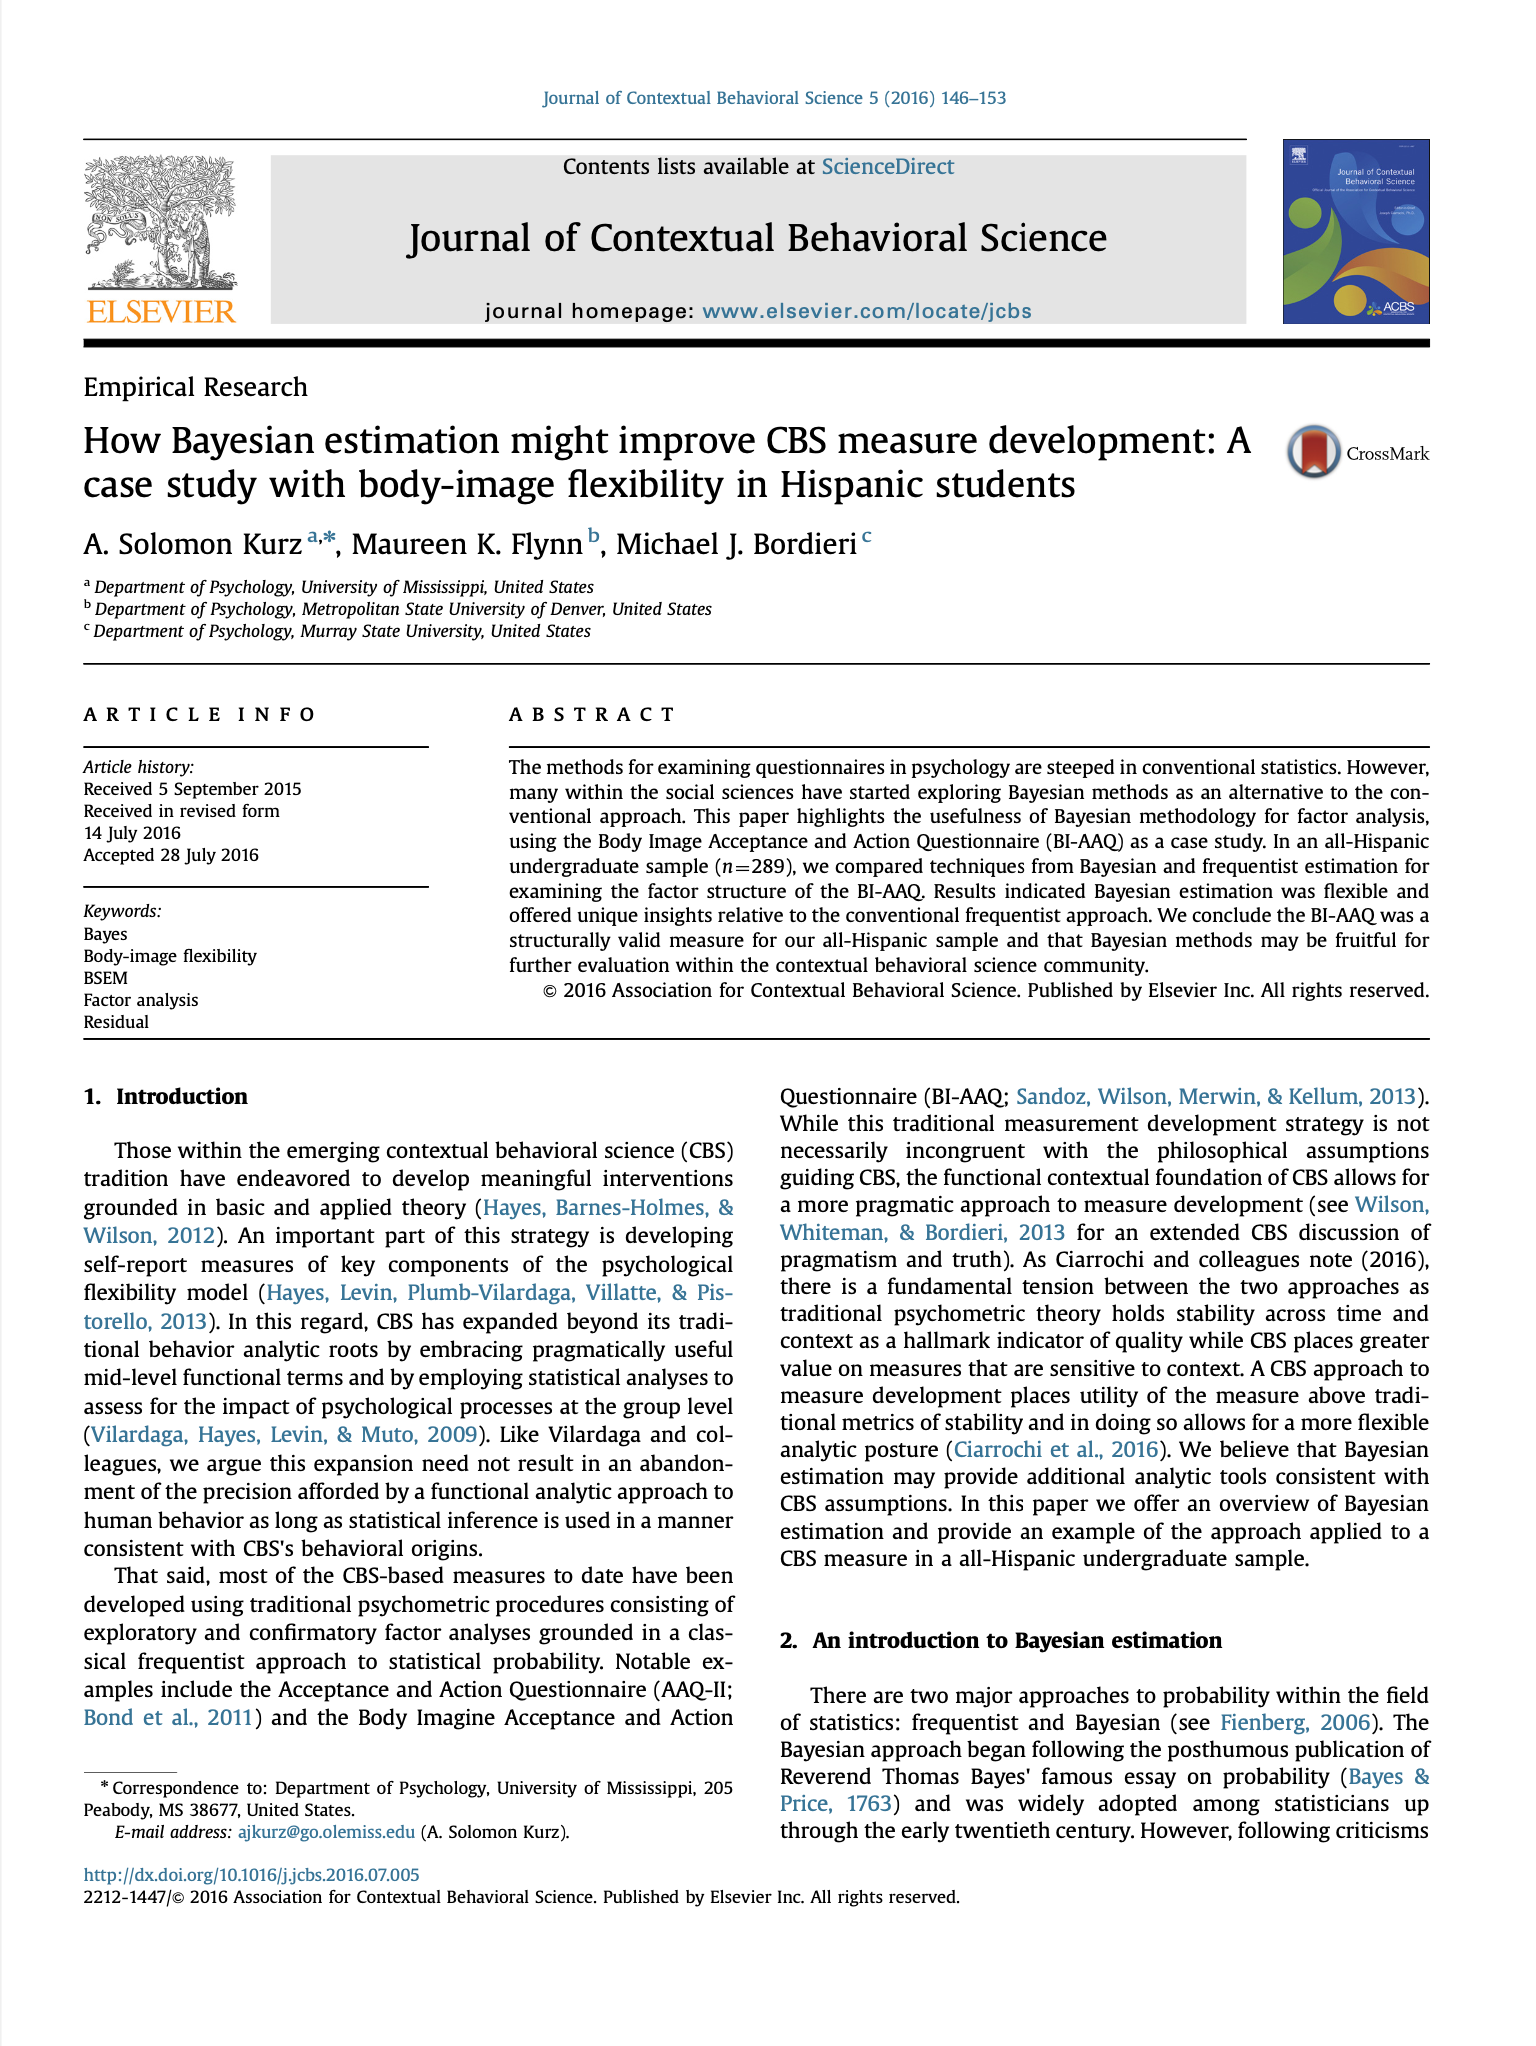 Journal of Contextual Behavioral Science 5 (2016) 146–153
Contents lists available at ScienceDirect
Journal of Contextual Behavioral Science
journal homepage: www.elsevier.com/locate/jcbs
NON SOLUS
ELSEVIER
Journal of Contextual
Behavioral Science
ACBS
Empirical Research
How Bayesian estimation might improve CBS measure development: A
case study with body-image flexibility in Hispanic students
CrossMark
A. Solomon Kurz a,*, Maureen K. Flynn b, Michael J. Bordieri c
a Department of Psychology, University of Mississippi, United States
b Department of Psychology, Metropolitan State University of Denver, United States
c Department of Psychology, Murray State University, United States
ARTICLE INFO
Article history:
Received 5 September 2015
Received in revised form
14 July 2016
Accepted 28 July 2016
Keywords:
Bayes
Body-image flexibility
BSEM
Factor analysis
Residual
ABSTRACT
The methods for examining questionnaires in psychology are steeped in conventional statistics. However,
many within the social sciences have started exploring Bayesian methods as an alternative to the con-
ventional approach. This paper highlights the usefulness of Bayesian methodology for factor analysis,
using the Body Image Acceptance and Action Questionnaire (BI-AAQ) as a case study. In an all-Hispanic
undergraduate sample (n=289), we compared techniques from Bayesian and frequentist estimation for
examining the factor structure of the BI-AAQ. Results indicated Bayesian estimation was flexible and
offered unique insights relative to the conventional frequentist approach. We conclude the BI-AAQ was a
structurally valid measure for our all-Hispanic sample and that Bayesian methods may be fruitful for
further evaluation within the contextual behavioral science community.
© 2016 Association for Contextual Behavioral Science. Published by Elsevier Inc. All rights reserved.
1. Introduction
Those within the emerging contextual behavioral science (CBS)
tradition have endeavored to develop meaningful interventions
grounded in basic and applied theory (Hayes, Barnes-Holmes, &
Wilson, 2012). An important part of this strategy is developing
self-report measures of key components of the psychological
flexibility model (Hayes, Levin, Plumb-Vilardaga, Villatte, & Pis-
torello, 2013). In this regard, CBS has expanded beyond its tradi-
tional behavior analytic roots by embracing pragmatically useful
mid-level functional terms and by employing statistical analyses to
assess for the impact of psychological processes at the group level
(Vilardaga, Hayes, Levin, & Muto, 2009). Like Vilardaga and col-
leagues, we argue this expansion need not result in an abandon-
ment of the precision afforded by a functional analytic approach to
human behavior as long as statistical inference is used in a manner
consistent with CBS's behavioral origins.
That said, most of the CBS-based measures to date have been
developed using traditional psychometric procedures consisting of
exploratory and confirmatory factor analyses grounded in a clas-
sical frequentist approach to statistical probability. Notable ex-
amples include the Acceptance and Action Questionnaire (AAQ-II;
Bond et al., 2011) and the Body Imagine Acceptance and Action
* Correspondence to: Department of Psychology, University of Mississippi, 205
Peabody, MS 38677, United States.
E-mail address: ajkurz@go.olemiss.edu (A. Solomon Kurz).
Questionnaire (BI-AAQ; Sandoz, Wilson, Merwin, & Kellum, 2013).
While this traditional measurement development strategy is not
necessarily incongruent with the philosophical assumptions
guiding CBS, the functional contextual foundation of CBS allows for
a more pragmatic approach to measure development (see Wilson,
Whiteman, & Bordieri, 2013 for an extended CBS discussion of
pragmatism and truth). As Ciarrochi and colleagues note (2016),
there is a fundamental tension between the two approaches as
traditional psychometric theory holds stability across time and
context as a hallmark indicator of quality while CBS places greater
value on measures that are sensitive to context. A CBS approach to
measure development places utility of the measure above tradi-
tional metrics of stability and in doing so allows for a more flexible
analytic posture (Ciarrochi et al., 2016). We believe that Bayesian
estimation may provide additional analytic tools consistent with
CBS assumptions. In this paper we offer an overview of Bayesian
estimation and provide an example of the approach applied to a
CBS measure in a all-Hispanic undergraduate sample.
2. An introduction to Bayesian estimation
There are two major approaches to probability within the field
of statistics: frequentist and Bayesian (see Fienberg, 2006). The
Bayesian approach began following the posthumous publication of
Reverend Thomas Bayes' famous essay on probability (Bayes &
Price, 1763) and was widely adopted among statisticians up
through the early twentieth century. However, following criticisms
http://dx.doi.org/10.1016/j.jcbs.2016.07.005
2212-1447/© 2016 Association for Contextual Behavioral Science. Published by Elsevier Inc. All rights reserved.